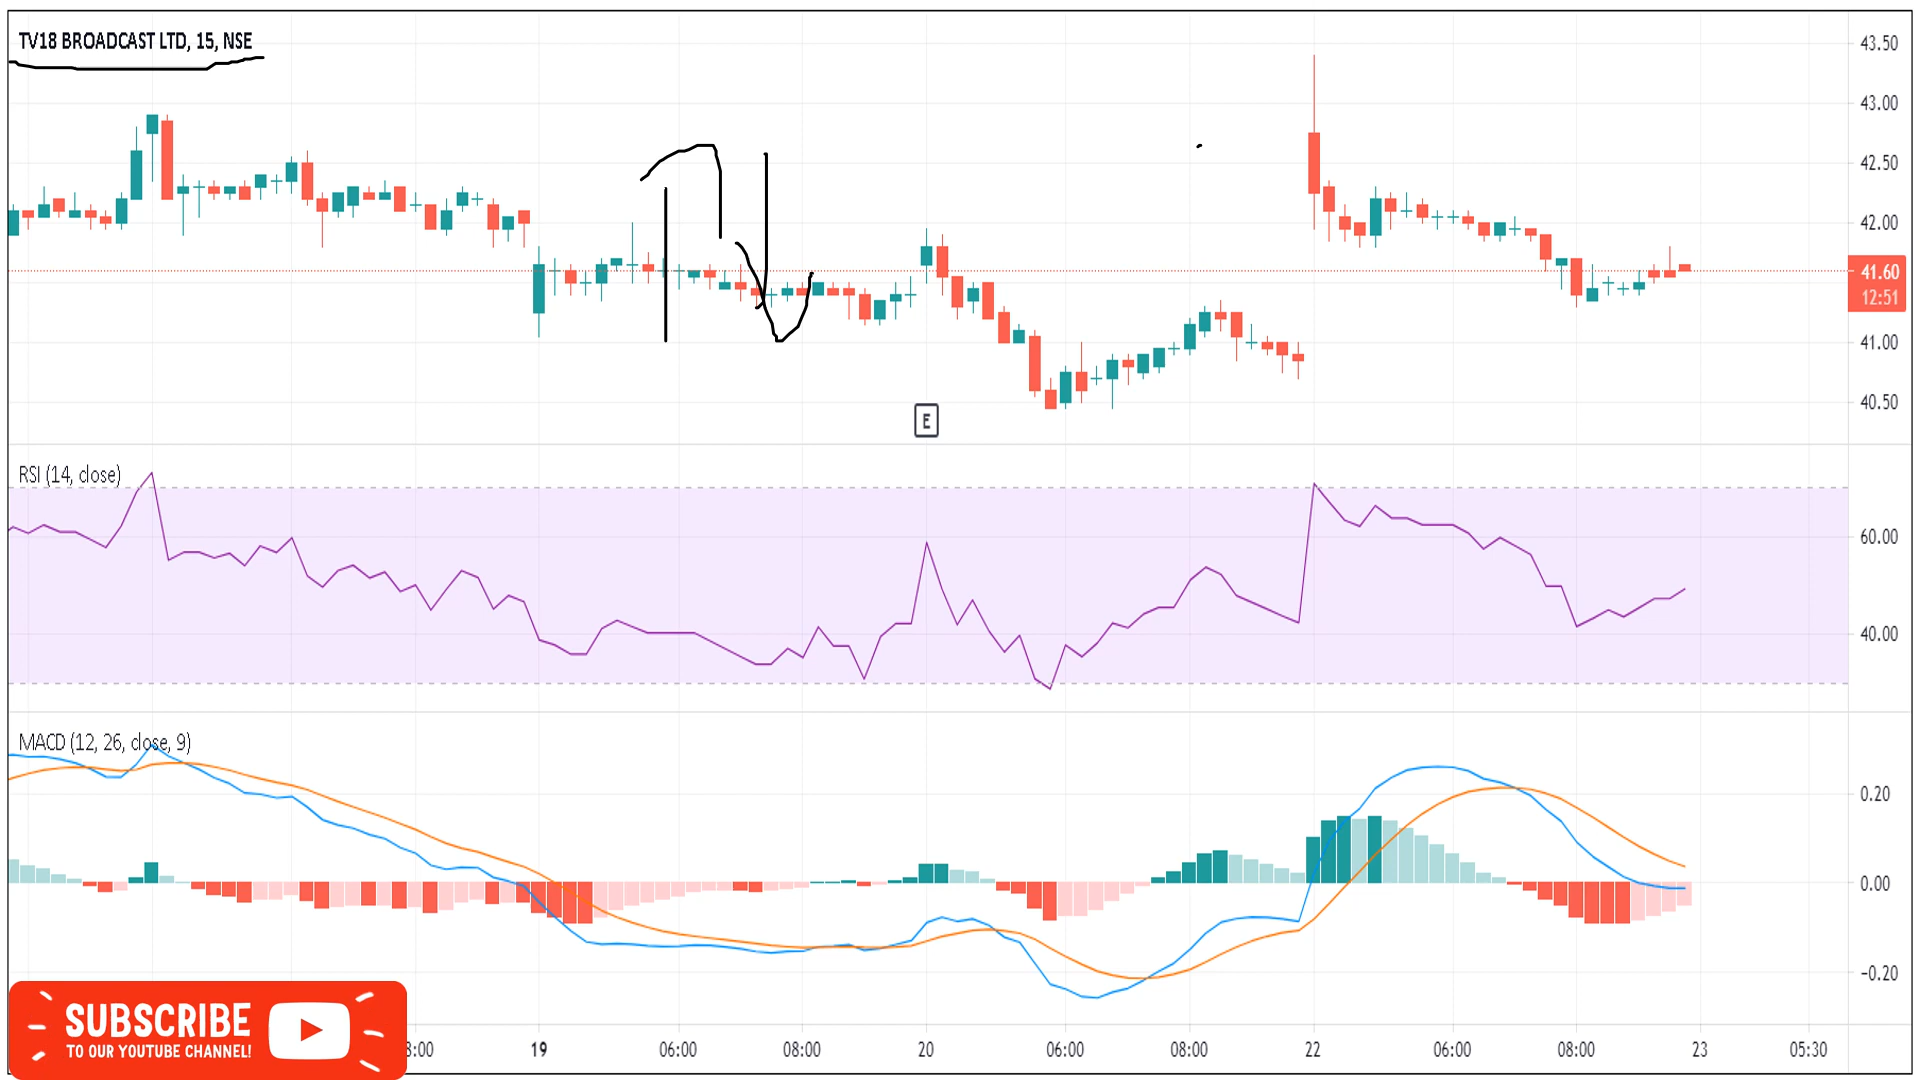 TV18 BROADCAST LTD, 15, NSE
43.50
43.00
42.50
42.00
41.60
12:51
41.00
40.50
E
RSI (14, close)
60.00
40.00
MACD (12, 26, close, 9)
0.20
0.00
−0.20
SUBSCRIBE
TO OUR YOUTUBE CHANNEL!
8:00 19 06:00 08:00 20 06:00 08:00 22 06:00 08:00 23 05:30